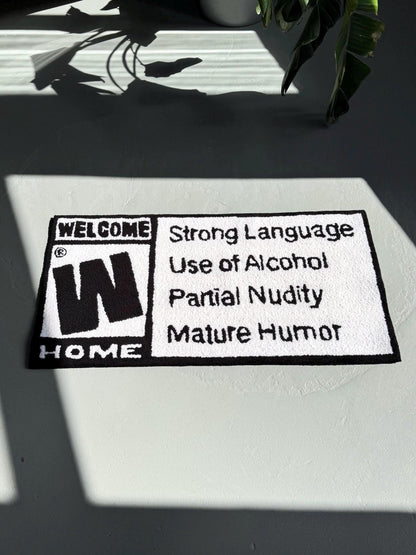 WELCOME
®
W
HOME
Strong Language
Use of Alcohol
Partial Nudity
Mature Humor